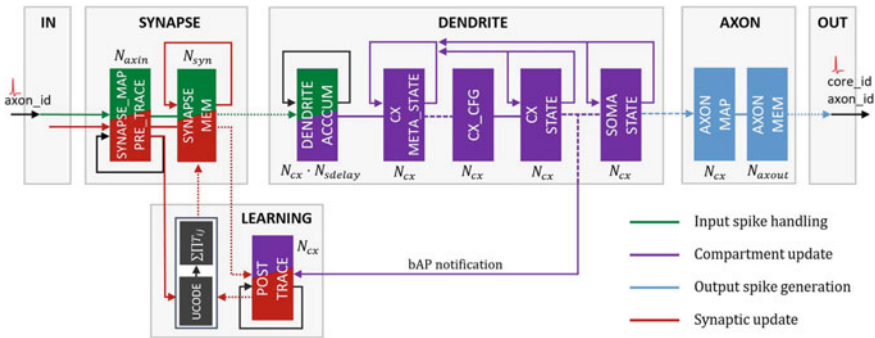 IN
SYNAPSE
DENDRITE
AXON
OUT
axon_id
N_axin
SYNAPSE_MAP
PRE_TRACE
N_syn
SYNAPSE
MEM
DENDRITE
ACCCUM
N_cx · N_sdelay
CX
META_STATE
N_cx
CX_CFG
N_cx
CX
STATE
N_cx
SOMA
STATE
N_cx
AXON
MAP
N_cx
AXON
MEM
N_axout
core_id
axon_id
LEARNING
ΣΠT_ij
UCODE
N_cx
POST
TRACE
bAP notification
Input spike handling
Compartment update
Output spike generation
Synaptic update